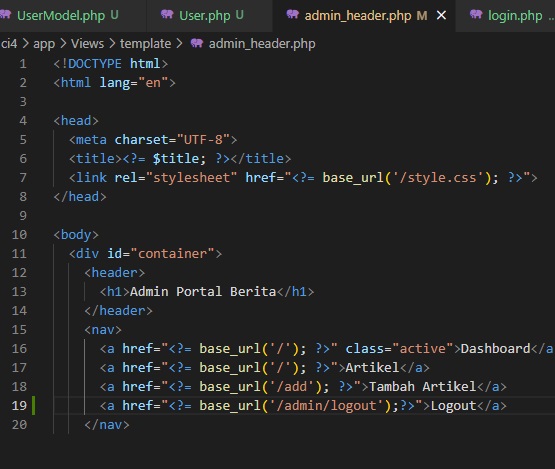 UserModel.php U User.php U admin_header.php M × login.php ...
ci4 > app > Views > template > admin_header.php
1 <!DOCTYPE html>
2 <html lang="en">
3
4 <head>
5 <meta charset="UTF-8">
6 <title><?= $title; ?></title>
7 <link rel="stylesheet" href="<?= base_url('/style.css'); ?>">
8 </head>
9
10 <body>
11 <div id="container">
12 <header>
13 <h1>Admin Portal Berita</h1>
14 </header>
15 <nav>
16 <a href="<?= base_url('/'); ?>" class="active">Dashboard</a
17 <a href="<?= base_url('/'); ?>">Artikel</a>
18 <a href="<?= base_url('/add'); ?>">Tambah Artikel</a>
19 <a href="<?= base_url('/admin/logout');?>">Logout</a>
20 </nav>